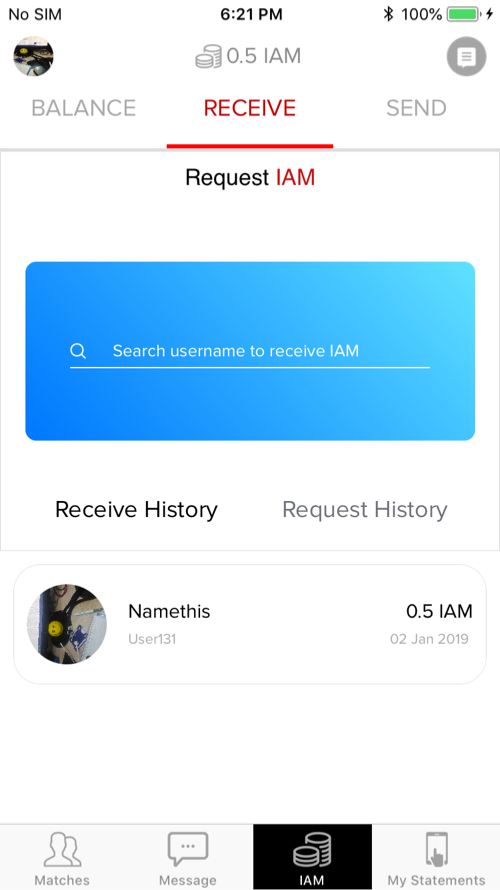 No SIM 6:21 PM 100%
0.5 IAM
BALANCE RECEIVE SEND
Request IAM
Search username to receive IAM
Receive History Request History
Namethis 0.5 IAM
User131 02 Jan 2019
Matches Message IAM My Statements